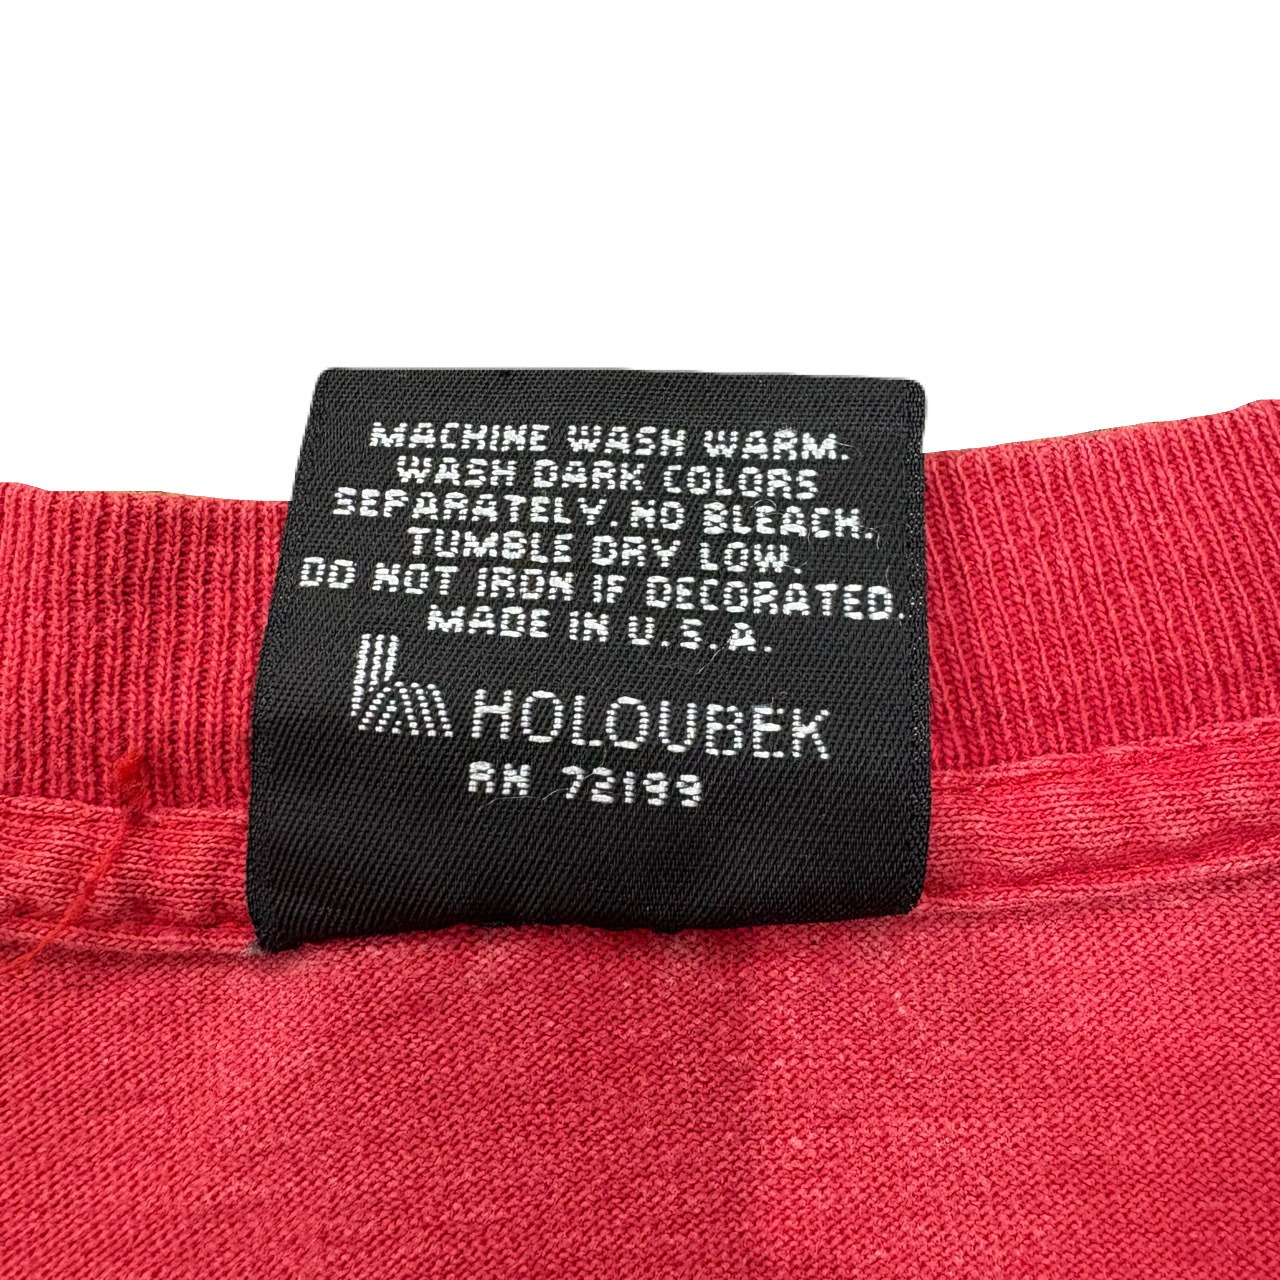 MACHINE WASH WARM.
WASH DARK COLORS
SEPARATELY. NO BLEACH.
TUMBLE DRY LOW.
DO NOT IRON IF DECORATED.
MADE IN U.S.A.
HOLOUBEK
RN 72199